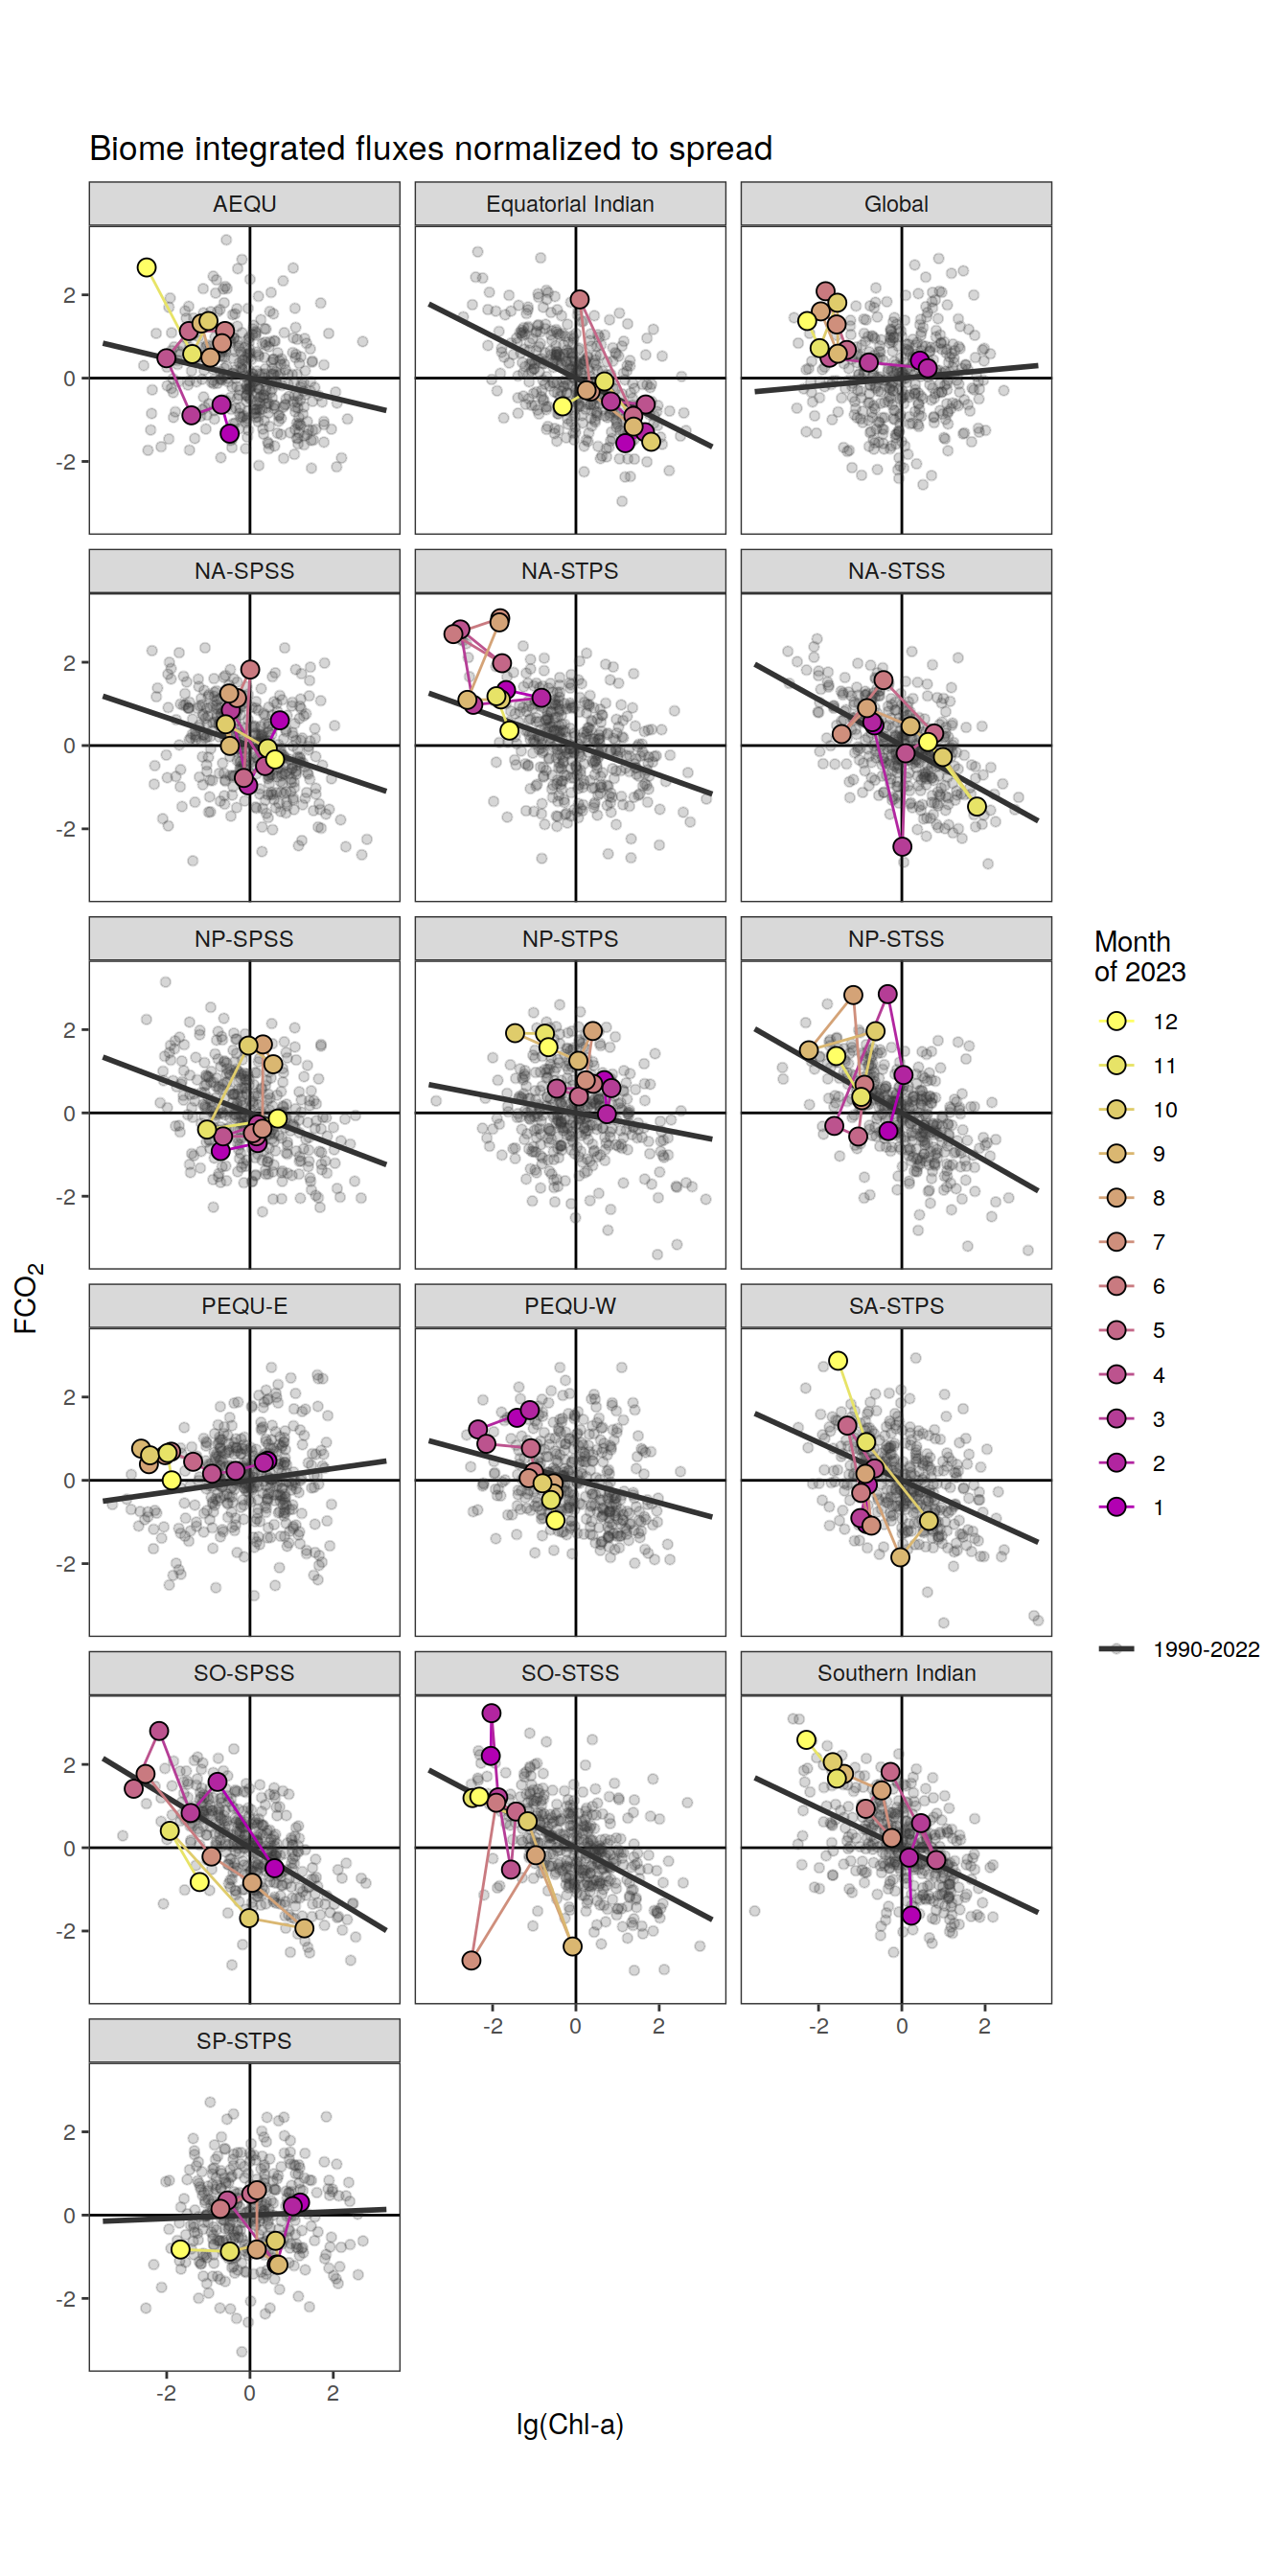 Biome integrated fluxes normalized to spread
AEQU
Equatorial Indian
Global
2
0
-2
NA-SPSS
NA-STPS
NA-STSS
2
0
-2
NP-SPSS
NP-STPS
NP-STSS
2
0
-2
PEQU-E
PEQU-W
SA-STPS
2
0
-2
SO-SPSS
SO-STSS
Southern Indian
2
0
-2
-2 0 2
-2 0 2
SP-STPS
2
0
-2
-2 0 2
lg(Chl-a)
FCO₂
Month
of 2023
12
11
10
9
8
7
6
5
4
3
2
1
1990-2022